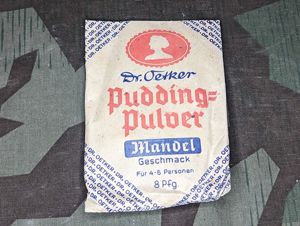 Dr. Oetker
Pudding=
Pulver
Mandel
Geschmack
Für 4-6 Personen
8 Pfg.